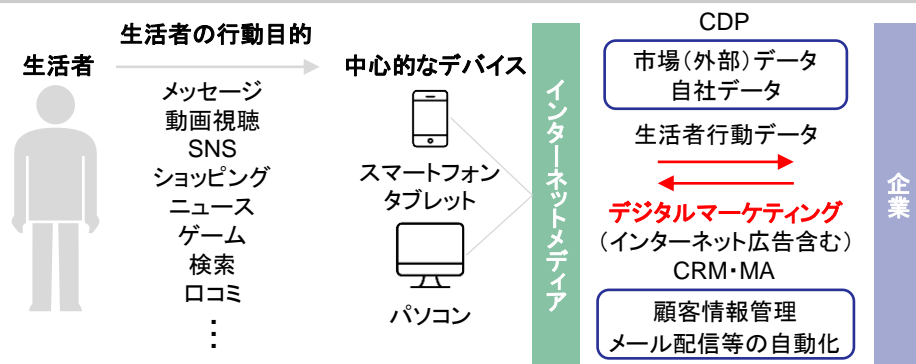 生活者
生活者の行動目的
メッセージ
動画視聴
SNS
ショッピング
ニュース
ゲーム
検索
口コミ
⋮
中心的なデバイス
スマートフォン
タブレット
パソコン
インターネットメディア
CDP
市場(外部)データ
自社データ
生活者行動データ
デジタルマーケティング
(インターネット広告含む)
CRM・MA
顧客情報管理
メール配信等の自動化
企業